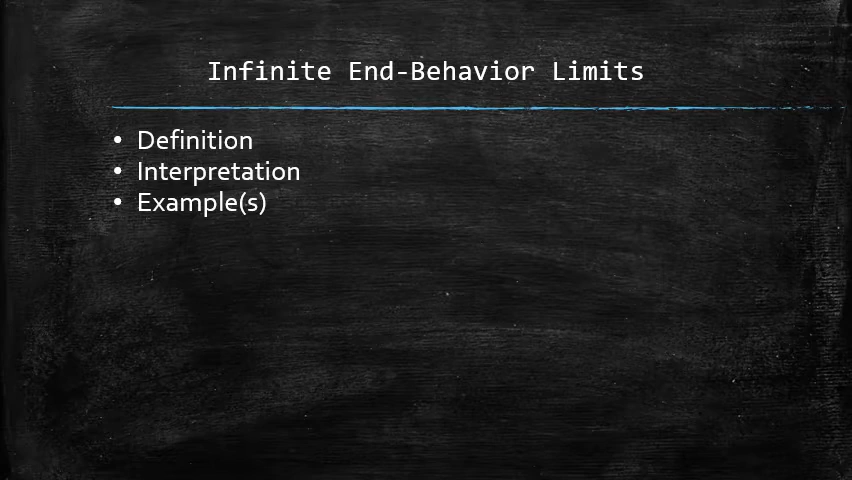 Infinite End-Behavior Limits
• Definition
• Interpretation
• Example(s)